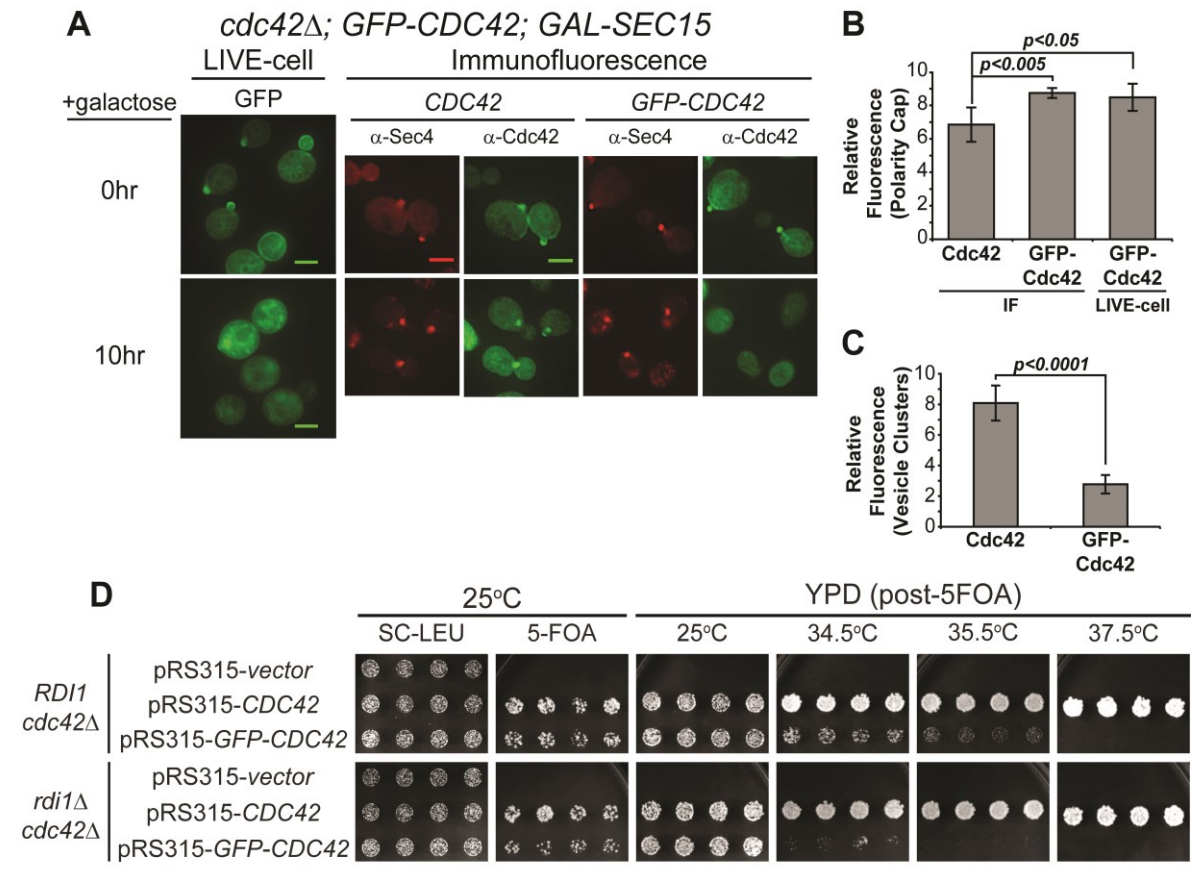 A
cdc42Δ; GFP-CDC42; GAL-SEC15
LIVE-cell
Immunofluorescence
+galactose
GFP
CDC42
GFP-CDC42
α-Sec4
α-Cdc42
α-Sec4
α-Cdc42
0hr
10hr
B
p<0.05
p<0.005
Relative
Fluorescence
(Polarity Cap)
10
8
6
4
2
0
Cdc42
GFP-
Cdc42
GFP-
Cdc42
IF
LIVE-cell
C
p<0.0001
Relative
Fluorescence
(Vesicle Clusters)
10
8
6
4
2
0
Cdc42
GFP-
Cdc42
D
25°C
YPD (post-5FOA)
SC-LEU
5-FOA
25°C
34.5°C
35.5°C
37.5°C
RDI1
cdc42Δ
pRS315-vector
pRS315-CDC42
pRS315-GFP-CDC42
rdi1Δ
cdc42Δ
pRS315-vector
pRS315-CDC42
pRS315-GFP-CDC42